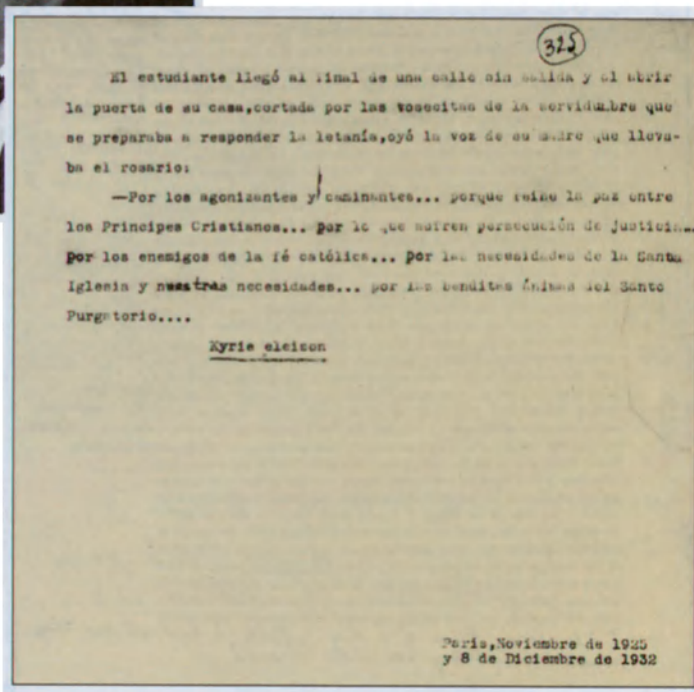 325
El estudiante llegó al final de una calle sin salida y al abrir
la puerta de su casa,cortada por las tosecitas de la servidumbre que
se preparaba a responder la letanía,oyó la voz de su madre que lleva-
ba el rosario:
—Por los agonizantes y caminantes... porque reine la paz entre
los Principes Cristianos... por lo que sufren persecución de justicia...
por los enemigos de la fé católica... por las necesidades de la Santa
Iglesia y nuestras necesidades... por las benditas ánimas del Santo
Purgatorio....
Kyrie eleison
París,Noviembre de 1925
y 8 de Diciembre de 1932